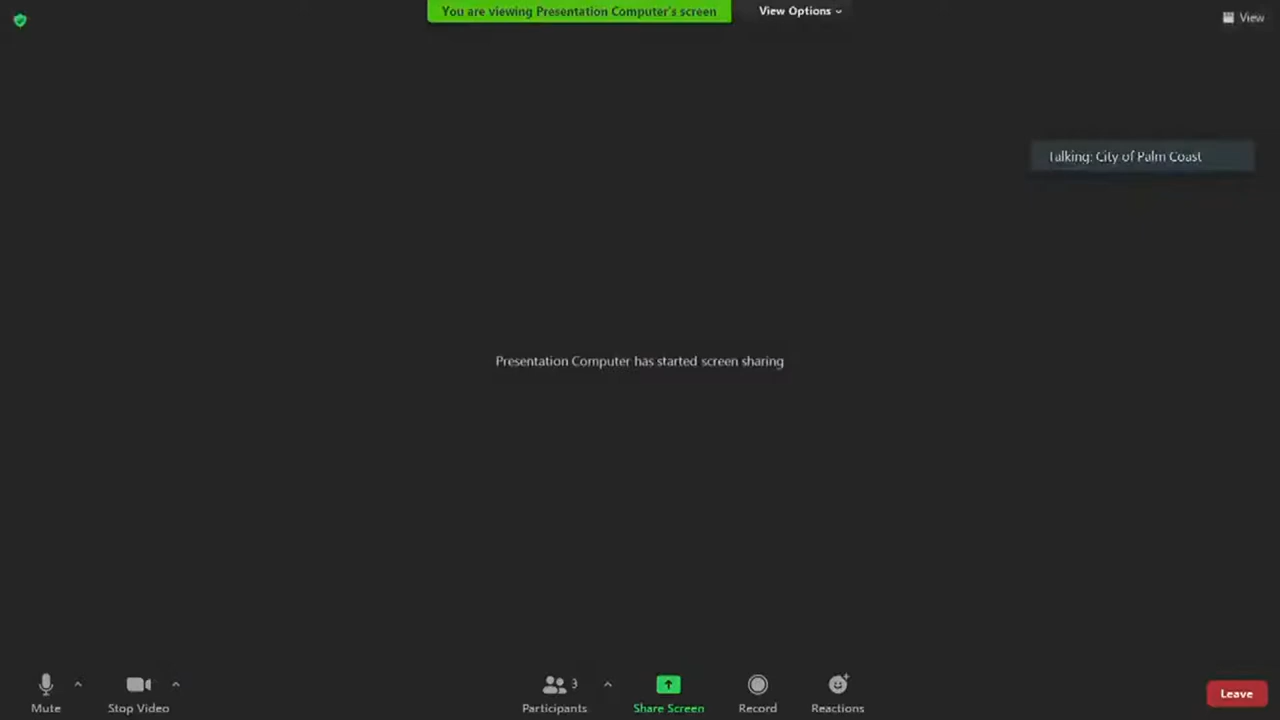 You are viewing Presentation Computer's screen
View Options
View
Talking: City of Palm Coast
Presentation Computer has started screen sharing
3
Mute
Stop Video
Participants
Share Screen
Record
Reactions
Leave